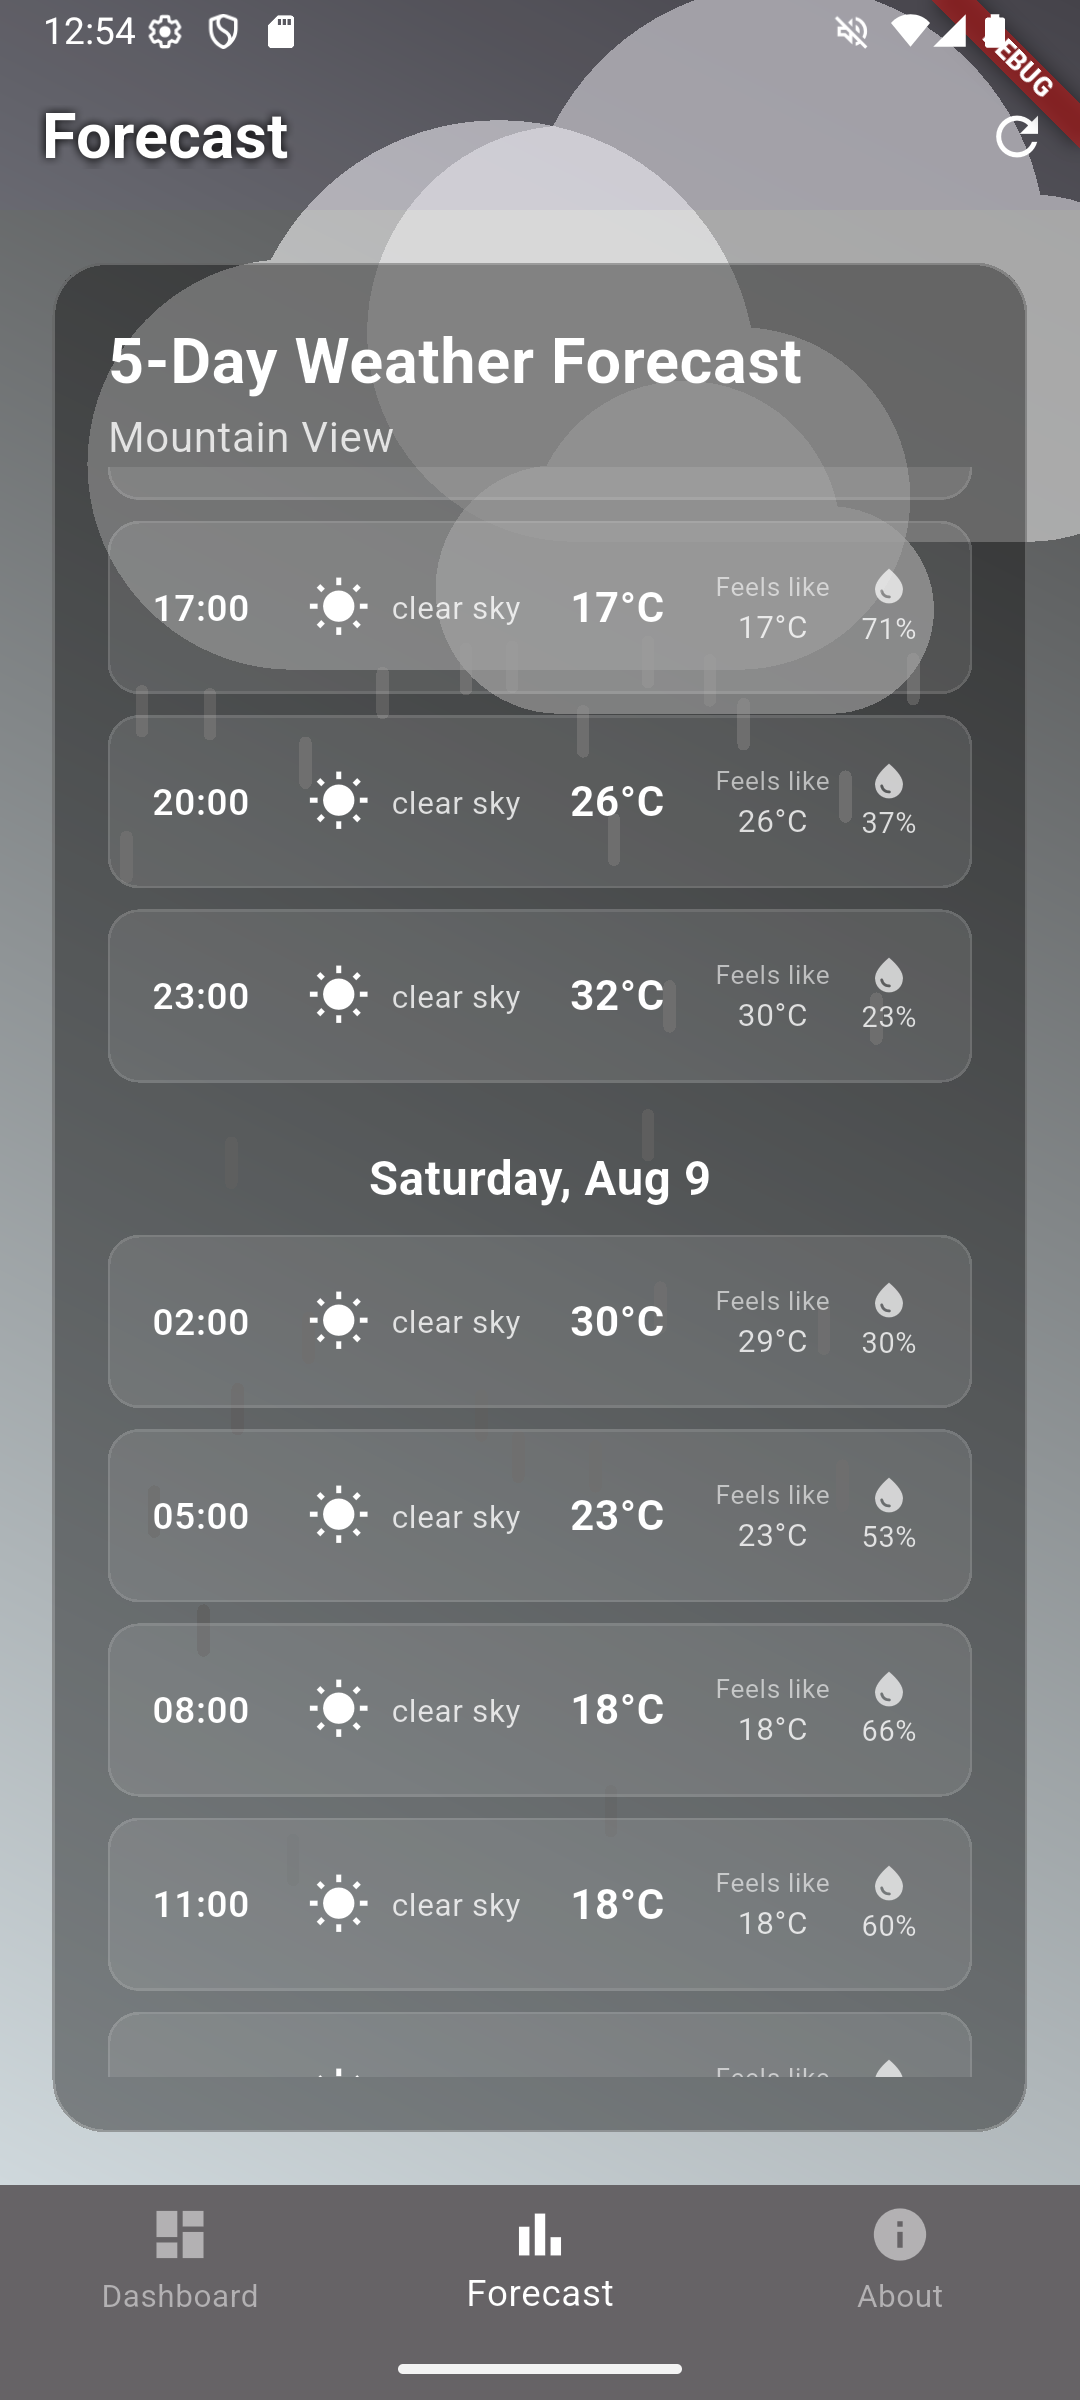 12:54
EBUG
Forecast
5-Day Weather Forecast
Mountain View
17:00 clear sky 17°C Feels like 17°C 71%
20:00 clear sky 26°C Feels like 26°C 37%
23:00 clear sky 32°C Feels like 30°C 23%
Saturday, Aug 9
02:00 clear sky 30°C Feels like 29°C 30%
05:00 clear sky 23°C Feels like 23°C 53%
08:00 clear sky 18°C Feels like 18°C 66%
11:00 clear sky 18°C Feels like 18°C 60%
Feels like
Dashboard
Forecast
About